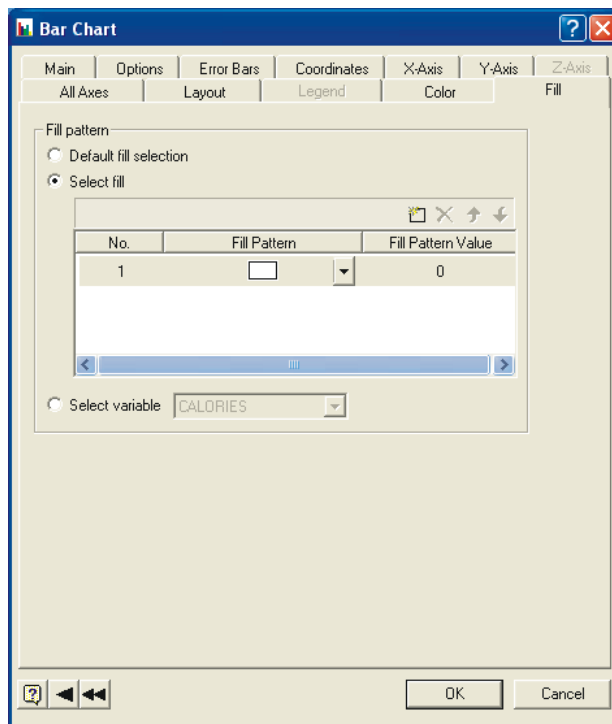 Bar Chart
Main Options Error Bars Coordinates X-Axis Y-Axis Z-Axis
All Axes Layout Legend Color Fill
Fill pattern
Default fill selection
Select fill
No. Fill Pattern Fill Pattern Value
1 0
Select variable CALORIES
OK Cancel